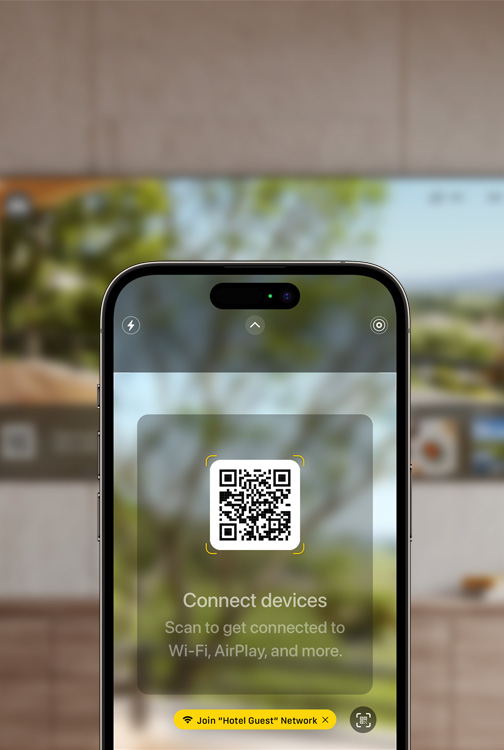 Connect devices
Scan to get connected to
Wi-Fi, AirPlay, and more.
Join “Hotel Guest” Network